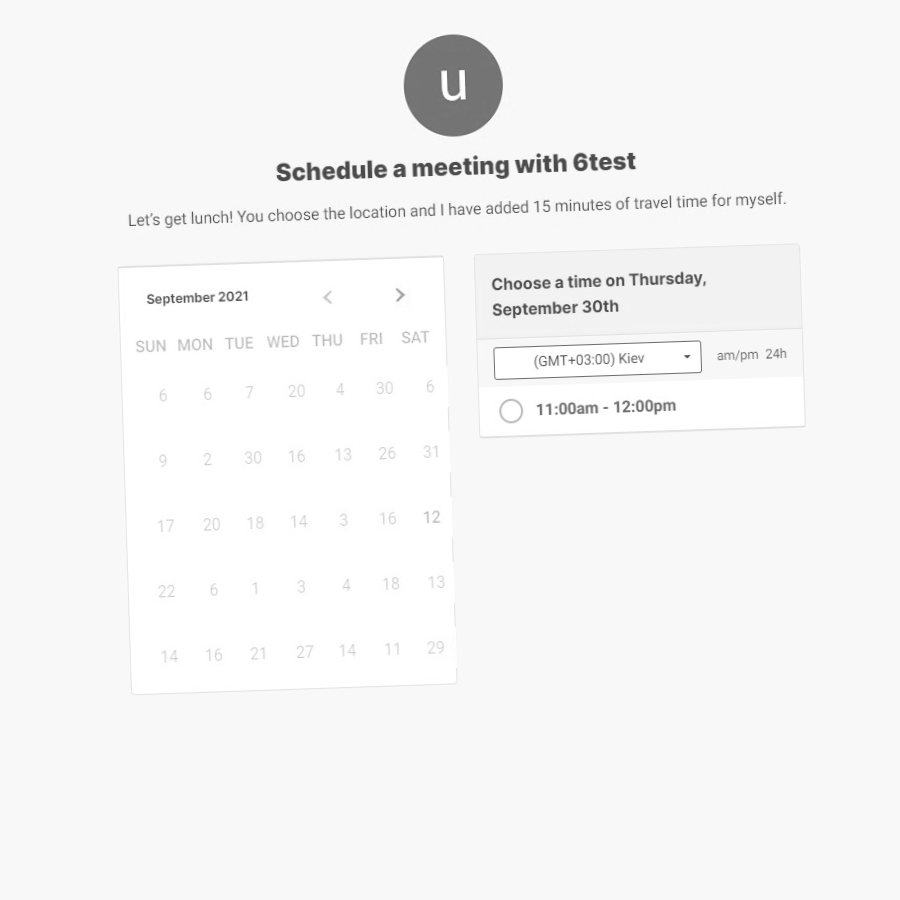 u
Schedule a meeting with 6test
Let's get lunch! You choose the location and I have added 15 minutes of travel time for myself.
September 2021
SUN MON TUE WED THU FRI SAT
6 6 7 20 4 30 6
9 2 30 16 13 26 31
17 20 18 14 3 16 12
22 6 1 3 4 18 13
14 16 21 27 14 11 29
Choose a time on Thursday,
September 30th
(GMT+03:00) Kiev
am/pm 24h
11:00am - 12:00pm